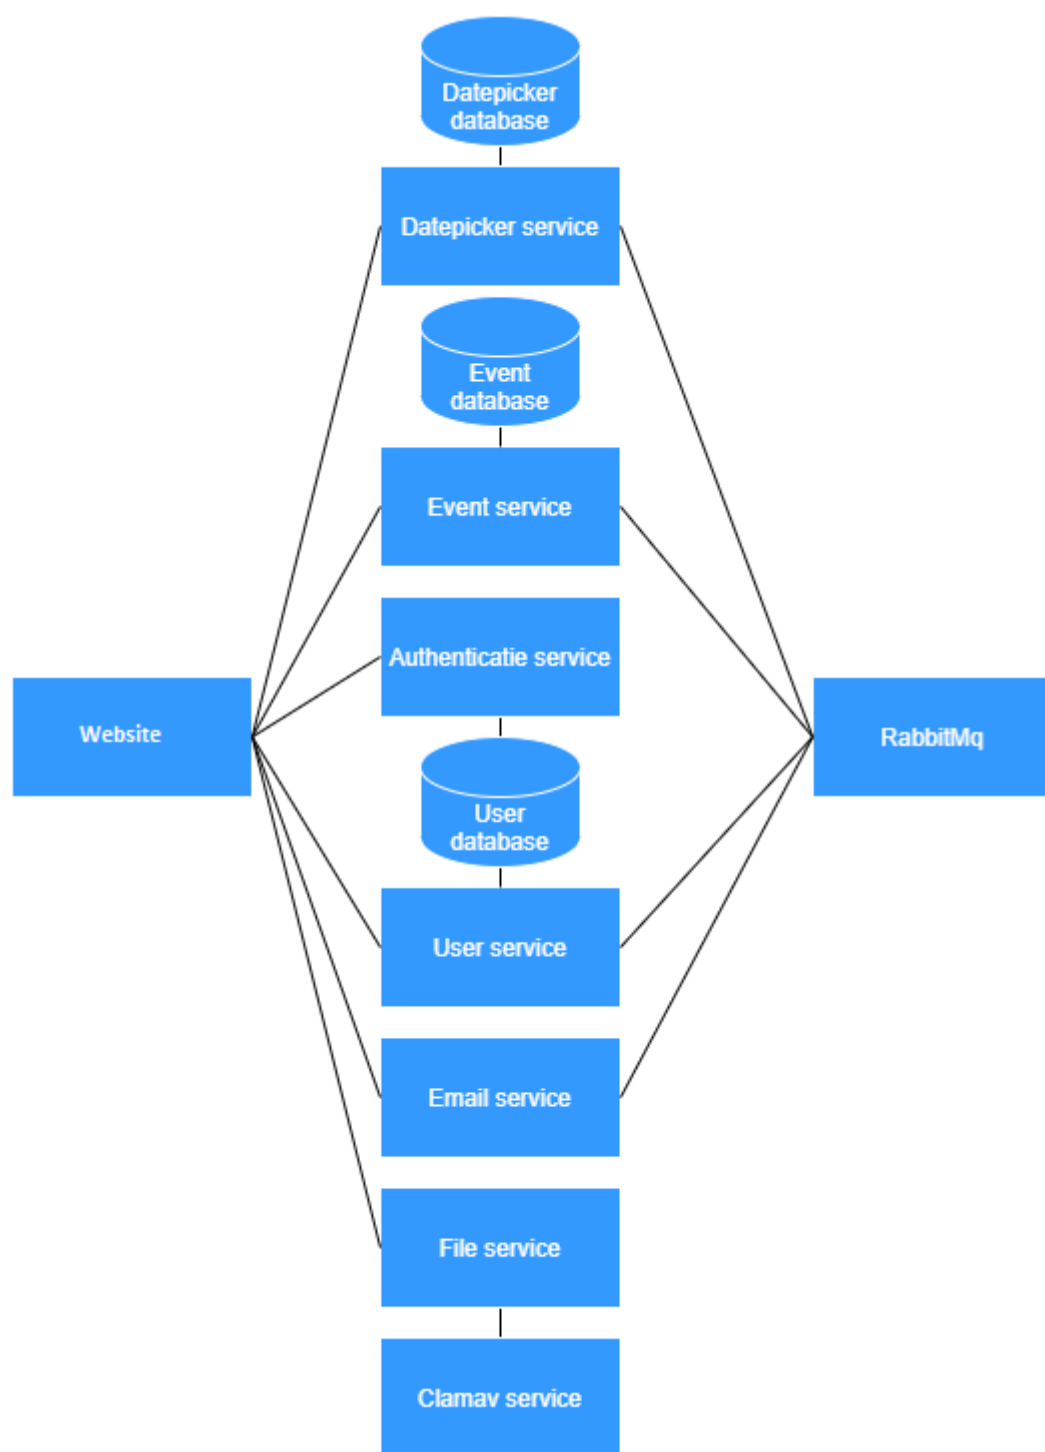 Datepicker
database
Datepicker service
Event
database
Event service
Authenticatie service
Website
RabbitMq
User
database
User service
Email service
File service
Clamav service